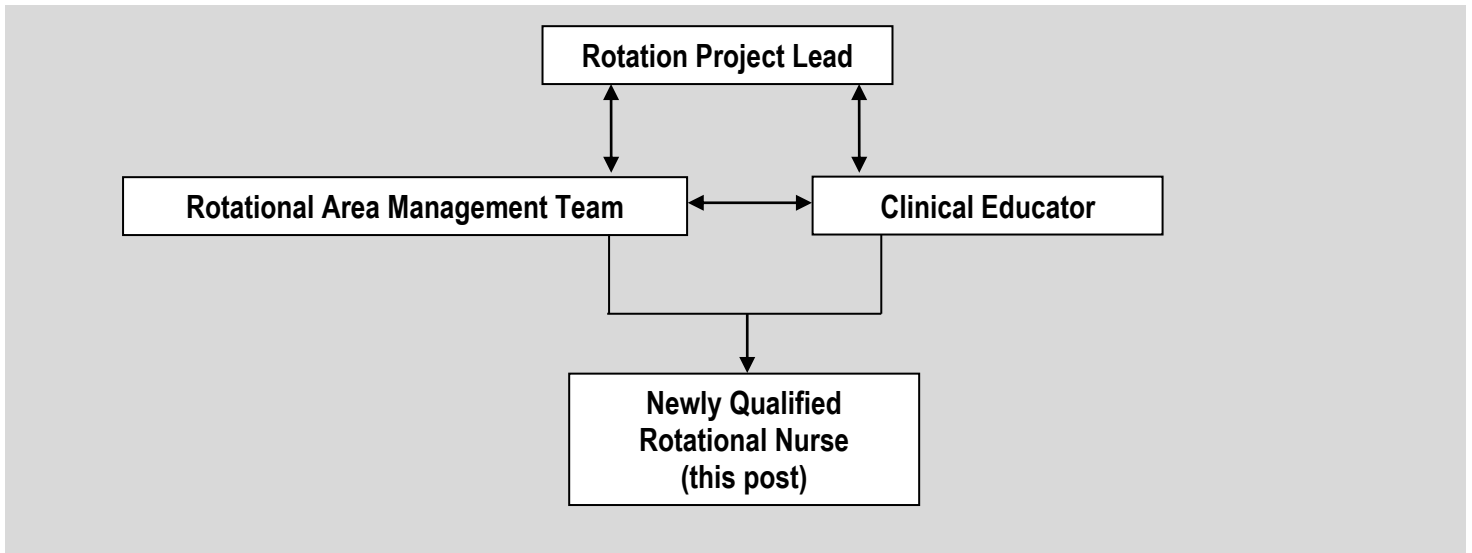 Rotation Project Lead
Rotational Area Management Team
Clinical Educator
Newly Qualified
Rotational Nurse
(this post)